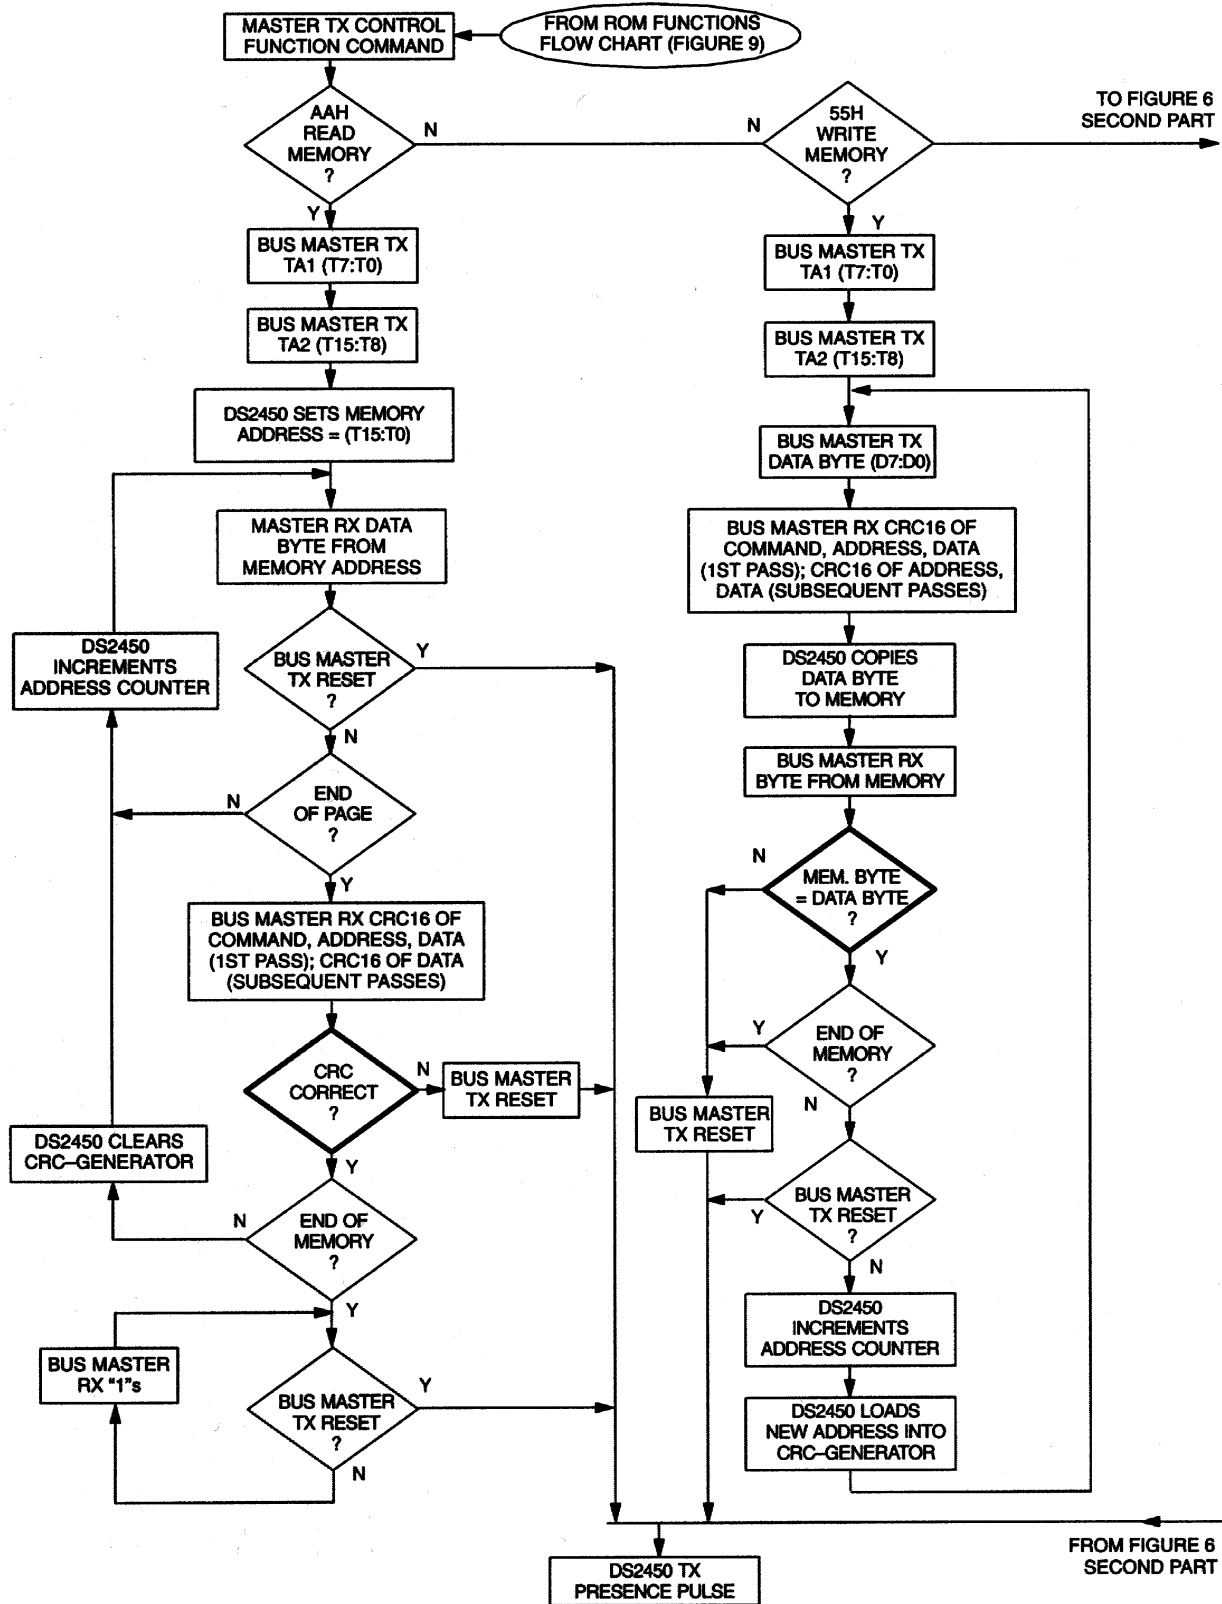 MASTER TX CONTROL
FUNCTION COMMAND
FROM ROM FUNCTIONS
FLOW CHART (FIGURE 9)
AAH
READ
MEMORY
?
N
Y
N
55H
WRITE
MEMORY
?
Y
TO FIGURE 6
SECOND PART
BUS MASTER TX
TA1 (T7:T0)
BUS MASTER TX
TA2 (T15:T8)
DS2450 SETS MEMORY
ADDRESS = (T15:T0)
MASTER RX DATA
BYTE FROM
MEMORY ADDRESS
DS2450
INCREMENTS
ADDRESS COUNTER
BUS MASTER
TX RESET
?
Y
N
END
OF PAGE
?
N
Y
BUS MASTER RX CRC16 OF
COMMAND, ADDRESS, DATA
(1ST PASS); CRC16 OF DATA
(SUBSEQUENT PASSES)
CRC
CORRECT
?
N
Y
BUS MASTER
TX RESET
DS2450 CLEARS
CRC–GENERATOR
END OF
MEMORY
?
N
Y
BUS MASTER
RX "1"s
BUS MASTER
TX RESET
?
Y
N
BUS MASTER TX
TA1 (T7:T0)
BUS MASTER TX
TA2 (T15:T8)
BUS MASTER TX
DATA BYTE (D7:D0)
BUS MASTER RX CRC16 OF
COMMAND, ADDRESS, DATA
(1ST PASS); CRC16 OF ADDRESS,
DATA (SUBSEQUENT PASSES)
DS2450 COPIES
DATA BYTE
TO MEMORY
BUS MASTER RX
BYTE FROM MEMORY
MEM. BYTE
= DATA BYTE
?
N
Y
END OF
MEMORY
?
Y
N
BUS MASTER
TX RESET
BUS MASTER
TX RESET
?
Y
N
DS2450
INCREMENTS
ADDRESS COUNTER
DS2450 LOADS
NEW ADDRESS INTO
CRC–GENERATOR
FROM FIGURE 6
SECOND PART
DS2450 TX
PRESENCE PULSE